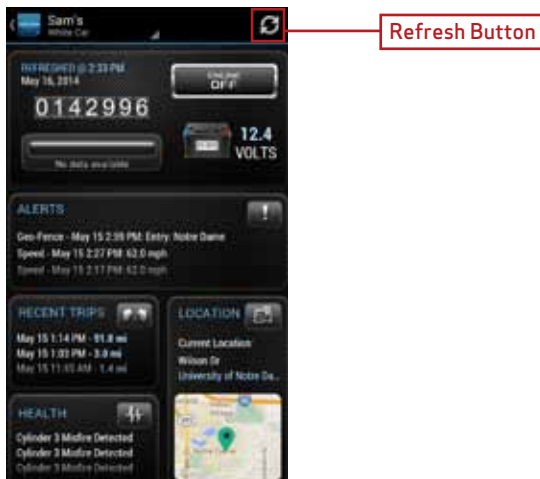 Sam's
White Car
Refresh Button
REFRESHED @ 2:33 PM
May 16, 2014
ENGINE
OFF
0142996
12.4
VOLTS
No data available
ALERTS
Geo-Fence - May 15 2:39 PM: Entry: Notre Dame
Speed - May 15 2:27 PM: 62.0 mph
Speed - May 15 2:17 PM: 62.0 mph
RECENT TRIPS
May 15 1:14 PM - 91.8 mi
May 15 1:03 PM - 3.8 mi
May 15 11:45 AM - 1.4 mi
LOCATION
Current Location:
Wilson Dr
University of Notre Da..
HEALTH
Cylinder 3 Misfire Detected
Cylinder 3 Misfire Detected
Cylinder 3 Misfire Detected